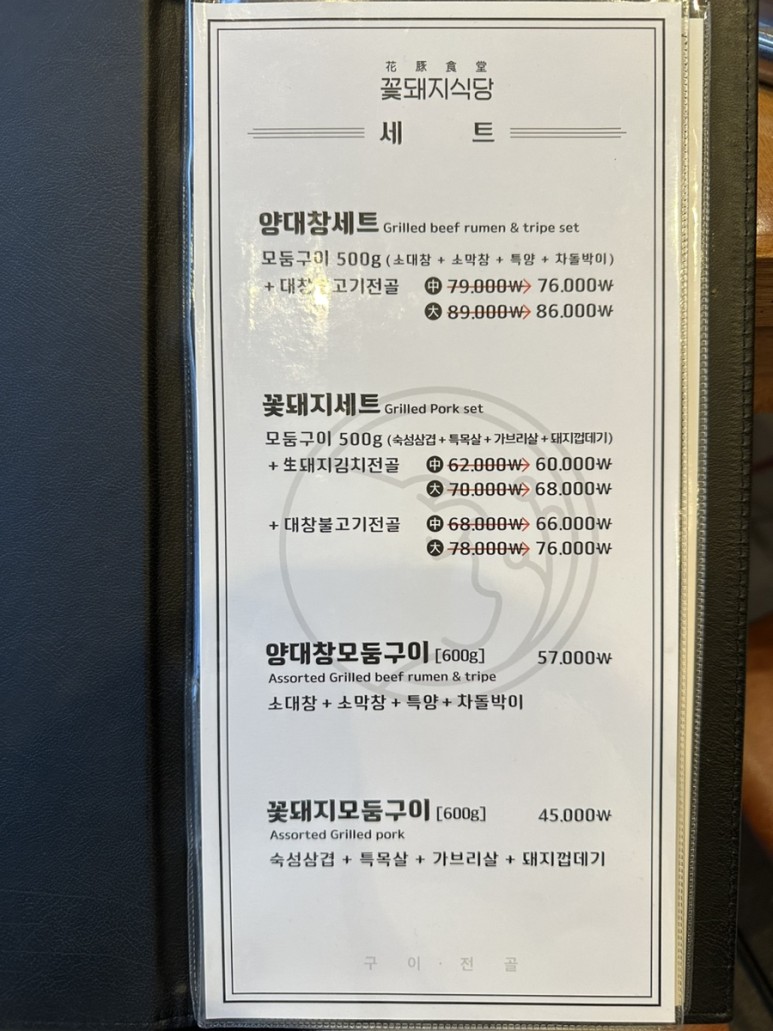 花豚食堂
꽃돼지식당
세 트
양대창세트 Grilled beef rumen & tripe set
모둠구이 500g (소대창 + 소막창 + 특양 + 차돌박이)
+ 대창 고기전골 中 79.000₩→ 76.000₩
大 89.000₩→ 86.000₩
꽃돼지세트 Grilled Pork set
모둠구이 500g (숙성삼겹 + 특목살 + 가브리살 + 돼지껍데기)
+ 生돼지김치전골 中 62.000₩→ 60.000₩
大 70.000₩→ 68.000₩
+ 대창불고기전골 中 68.000₩→ 66.000₩
大 78.000₩→ 76.000₩
양대창모둠구이 [600g] 57.000₩
Assorted Grilled beef rumen & tripe
소대창 + 소막창 + 특양 + 차돌박이
꽃돼지모둠구이 [600g] 45.000₩
Assorted Grilled pork
숙성삼겹 + 특목살 + 가브리살 + 돼지껍데기
구이·전골